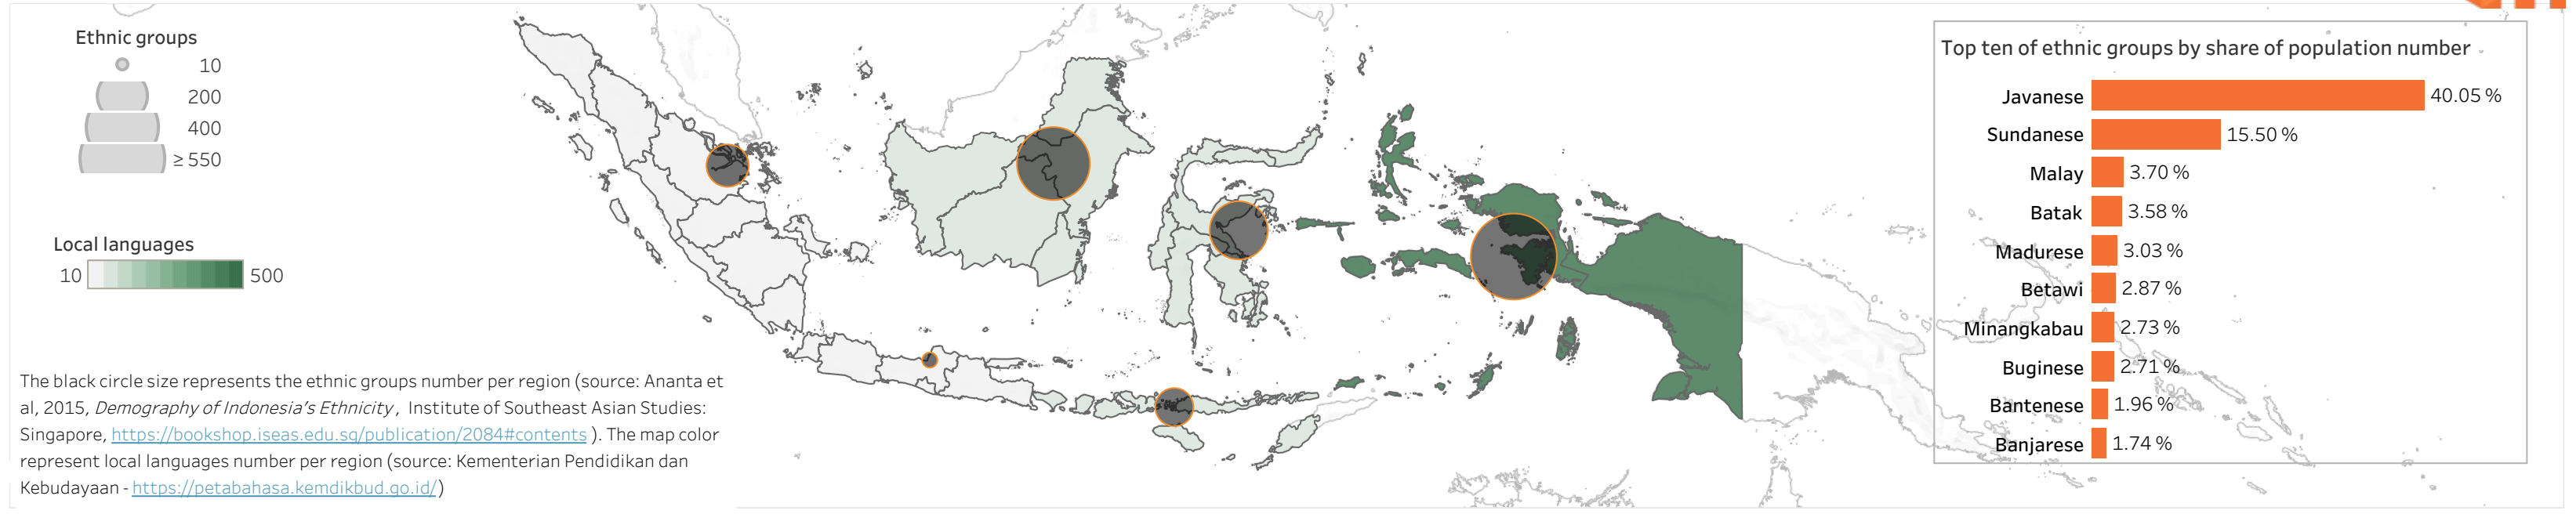 Ethnic groups
10
200
400
≥ 550
Local languages
10 500
The black circle size represents the ethnic groups number per region (source: Ananta et
al, 2015, Demography of Indonesia's Ethnicity, Institute of Southeast Asian Studies:
Singapore, https://bookshop.iseas.edu.sg/publication/2084#contents ). The map color
represent local languages number per region (source: Kementerian Pendidikan dan
Kebudayaan - https://petabahasa.kemdikbud.go.id/)
Top ten of ethnic groups by share of population number
Javanese 40.05 %
Sundanese 15.50 %
Malay 3.70 %
Batak 3.58 %
Madurese 3.03 %
Betawi 2.87 %
Minangkabau 2.73 %
Buginese 2.71 %
Bantenese 1.96 %
Banjarese 1.74 %